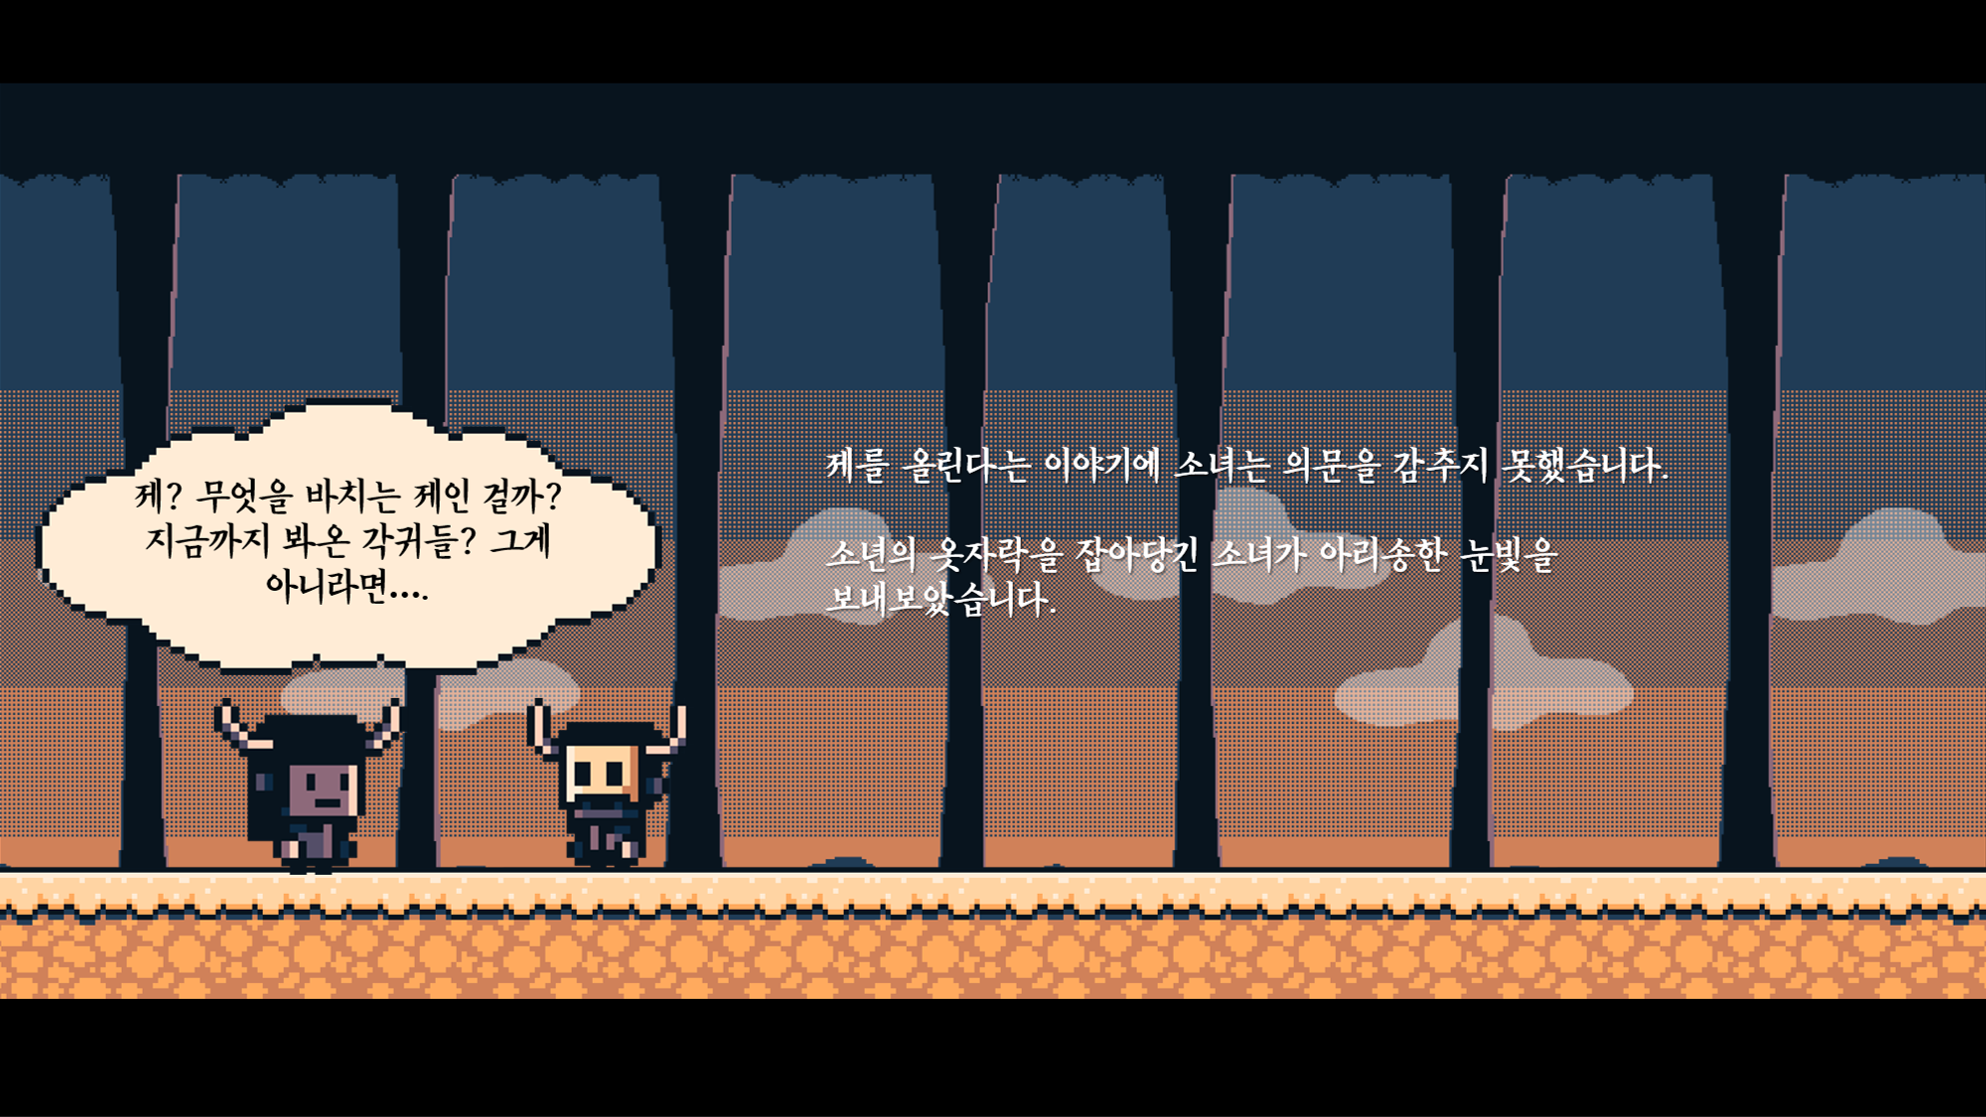 제? 무엇을 바치는 제인 걸까?
지금까지 봐온 각귀들? 그게
아니라면....
제를 올린다는 이야기에 소녀는 의문을 감추지 못했습니다.
소년의 옷자락을 잡아당긴 소녀가 아리송한 눈빛을
보내보았습니다.